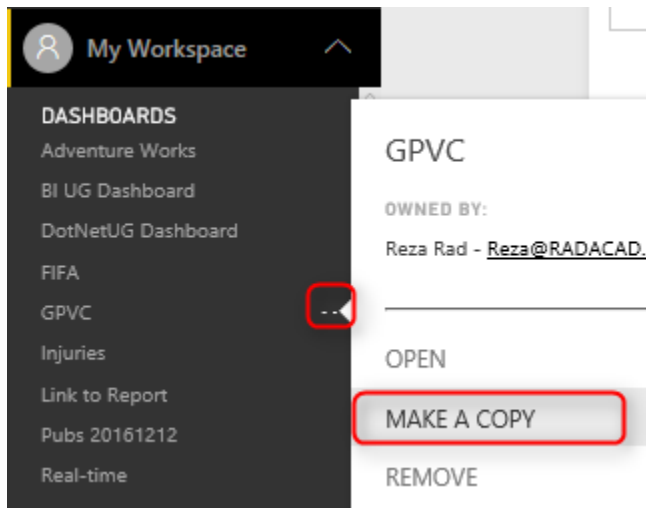 My Workspace
DASHBOARDS
Adventure Works
BI UG Dashboard
DotNetUG Dashboard
FIFA
GPVC
Injuries
Link to Report
Pubs 20161212
Real-time
GPVC
OWNED BY:
Reza Rad - Reza@RADACAD.
OPEN
MAKE A COPY
REMOVE